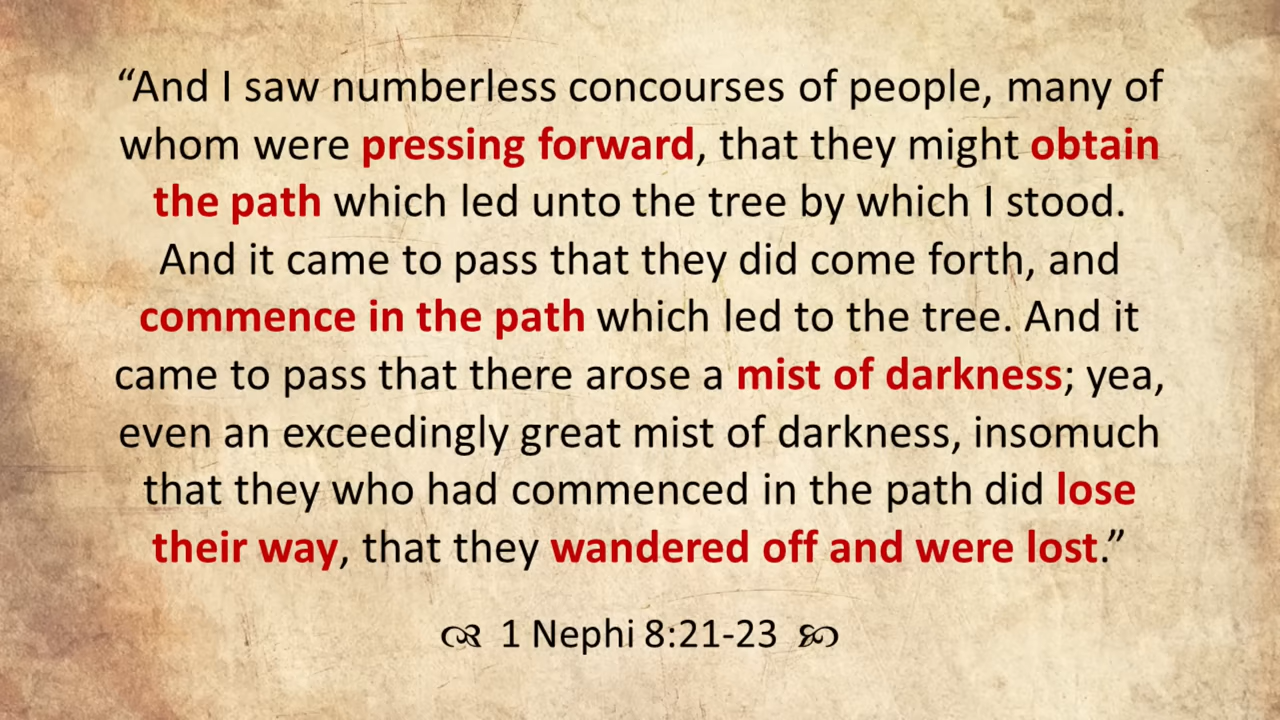 “And I saw numberless concourses of people, many of
whom were pressing forward, that they might obtain
the path which led unto the tree by which I stood.
And it came to pass that they did come forth, and
commence in the path which led to the tree. And it
came to pass that there arose a mist of darkness; yea,
even an exceedingly great mist of darkness, insomuch
that they who had commenced in the path did lose
their way, that they wandered off and were lost.”
1 Nephi 8:21-23